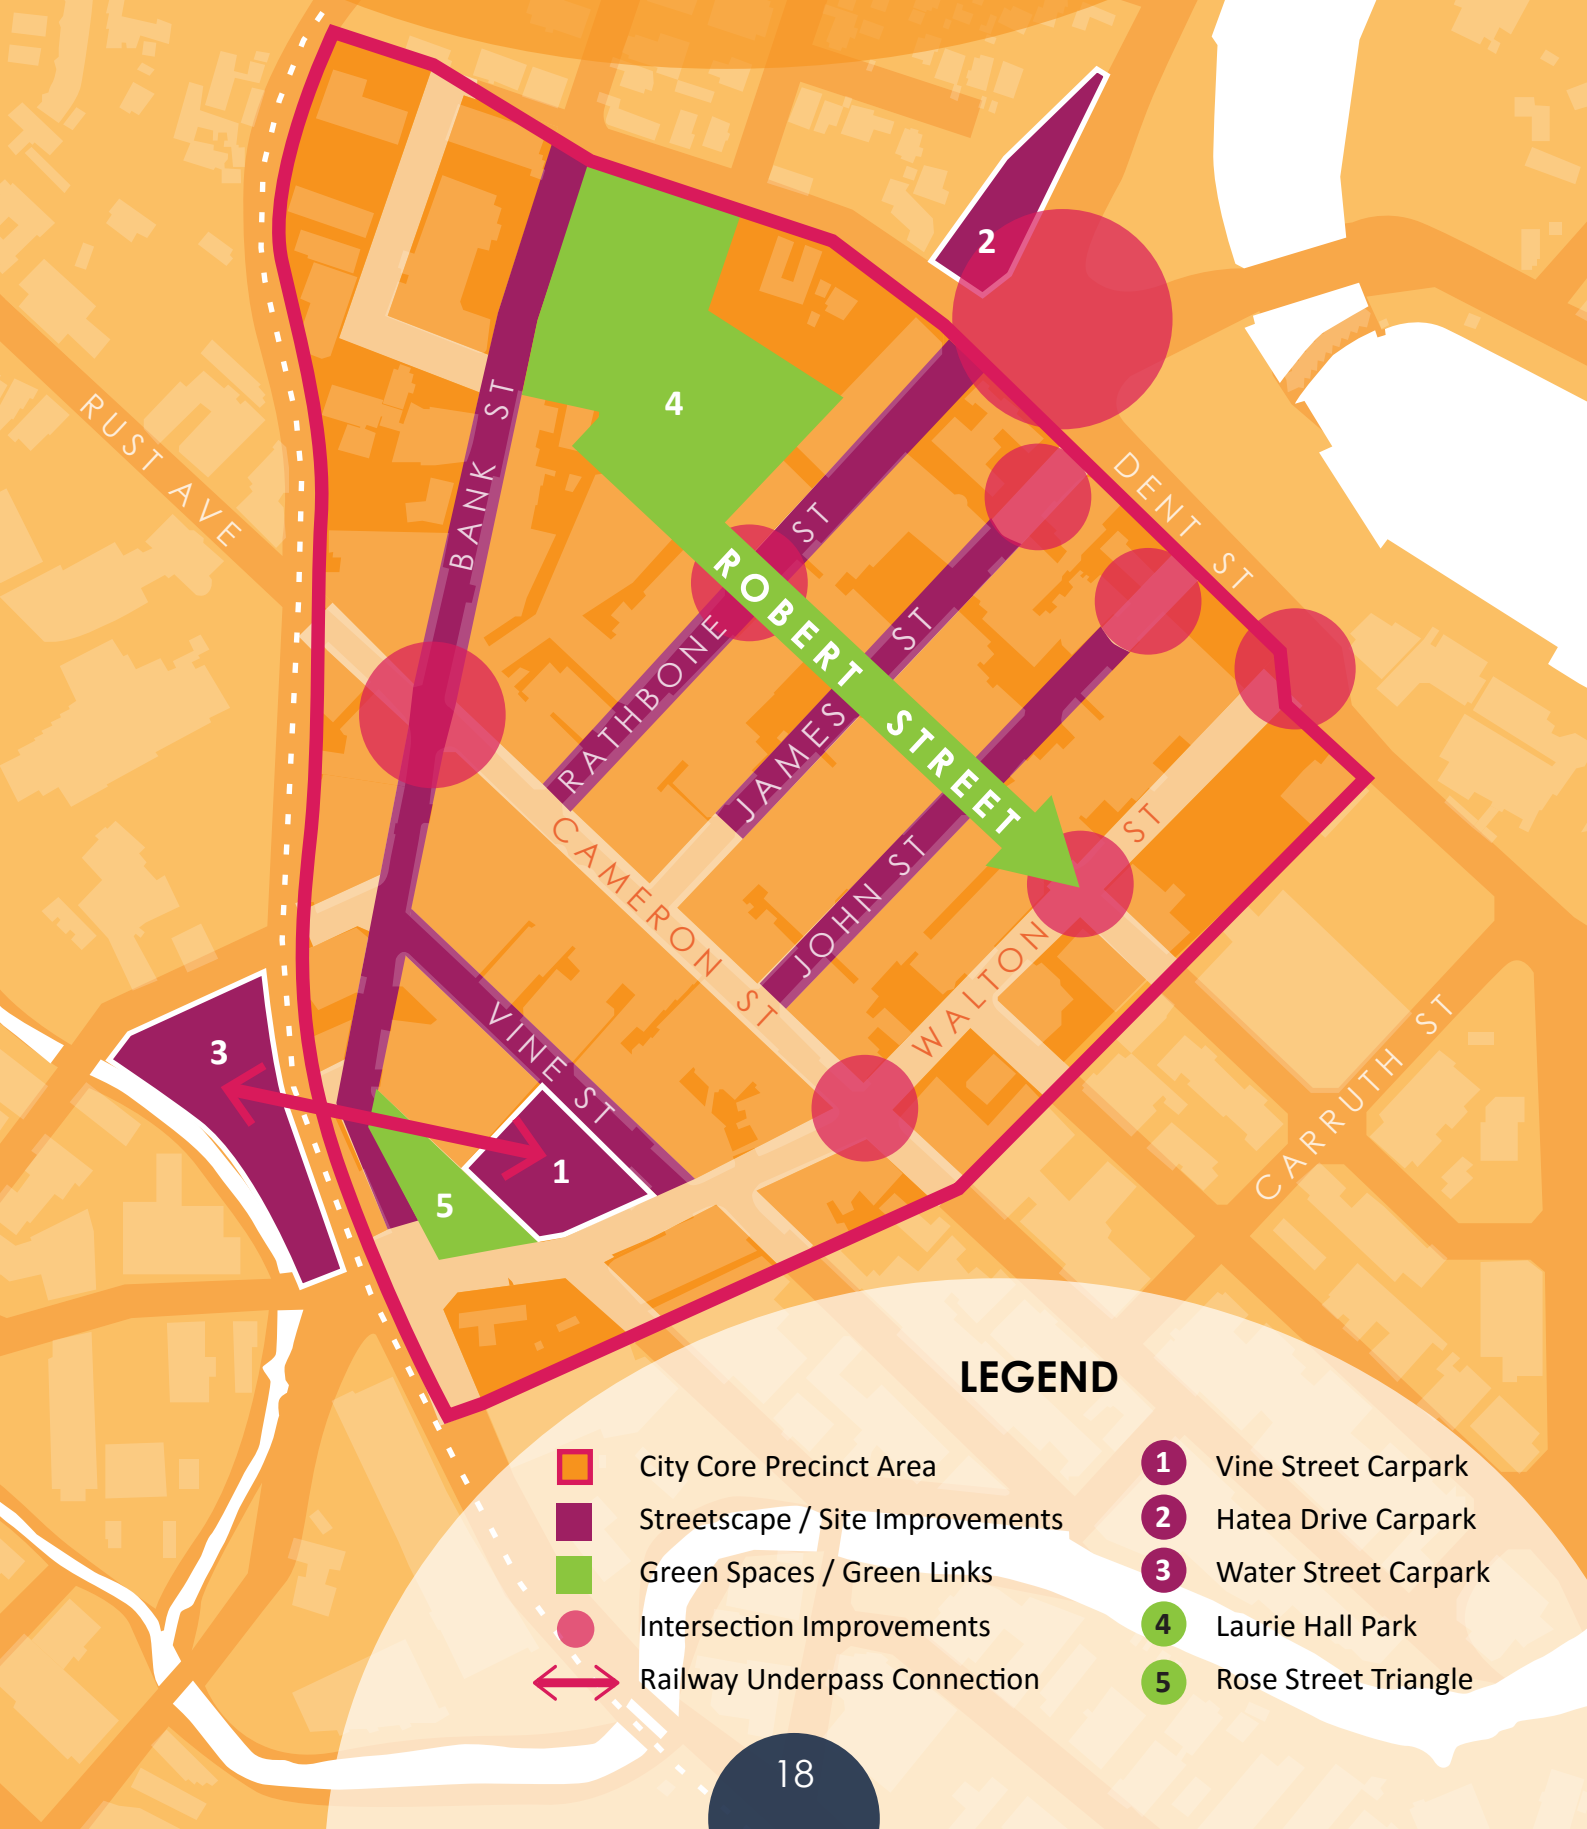 2
4
RUST AVE
BANK ST
DENT ST
RATHBONE ST
ROBERT STREET
JAMES ST
JOHN ST
CAMERON ST
WALTON ST
VINE ST
CARRUTH ST
3
1
5
LEGEND
City Core Precinct Area
Streetscape / Site Improvements
Green Spaces / Green Links
Intersection Improvements
Railway Underpass Connection
1 Vine Street Carpark
2 Hatea Drive Carpark
3 Water Street Carpark
4 Laurie Hall Park
5 Rose Street Triangle
18